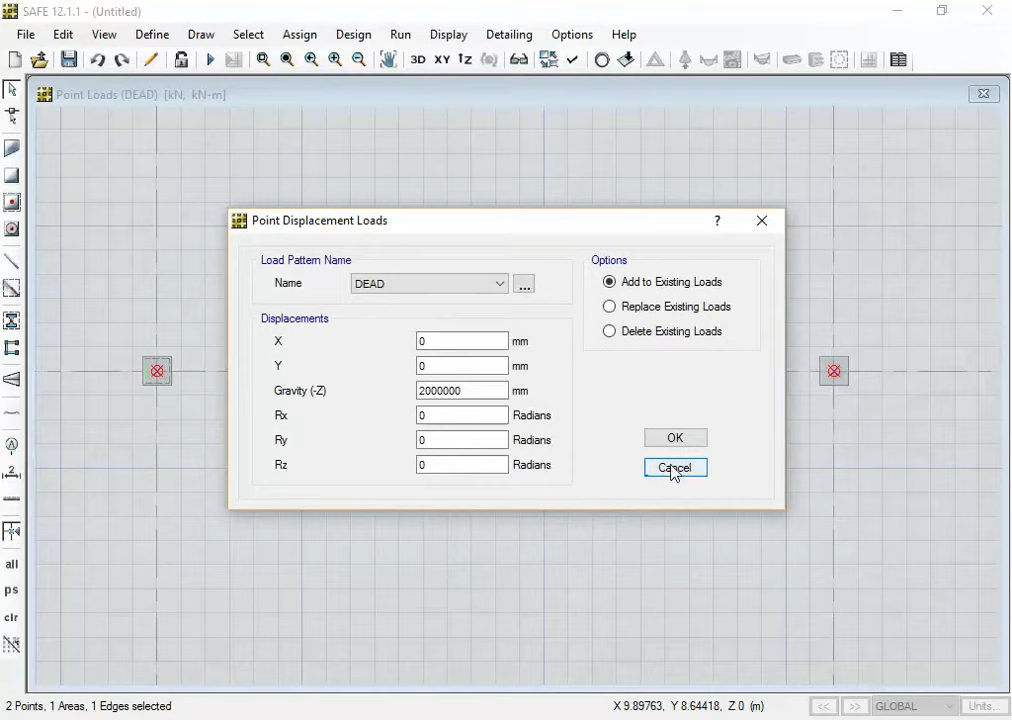 SAFE 12.1.1 - (Untitled)
File Edit View Define Draw Select Assign Design Run Display Detailing Options Help
3D XY
Point Loads (DEAD) [kN, kN-m]
Point Displacement Loads ?
Load Pattern Name
Name DEAD ...
Options
Add to Existing Loads
Replace Existing Loads
Delete Existing Loads
Displacements
X 0 mm
Y 0 mm
Gravity (-Z) 2000000 mm
Rx 0 Radians
Ry 0 Radians
Rz 0 Radians
OK
Cancel
A
2
all
ps
clr
2 Points, 1 Areas, 1 Edges selected
X 9.89763, Y 8.64418, Z 0 (m)
<< >> GLOBAL Units...